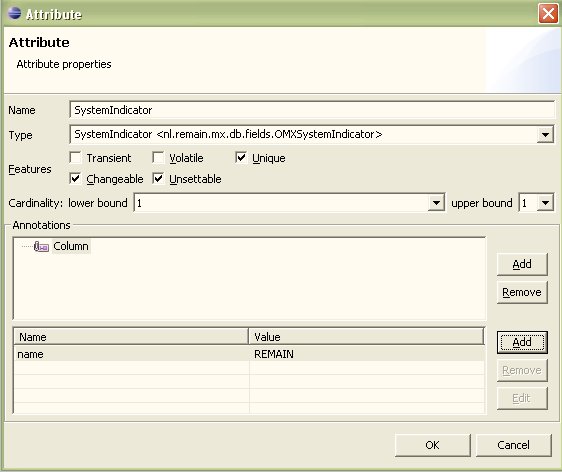 Attribute
Attribute
Attribute properties
Name SystemIndicator
Type SystemIndicator <nl.remain.mx.db.fields.OMXSystemIndicator>
Features Transient Volatile Unique
Changeable Unsettable
Cardinality: lower bound 1 upper bound 1
Annotations
Column
Add
Remove
Name Value
name REMAIN
Add
Remove
Edit
OK Cancel